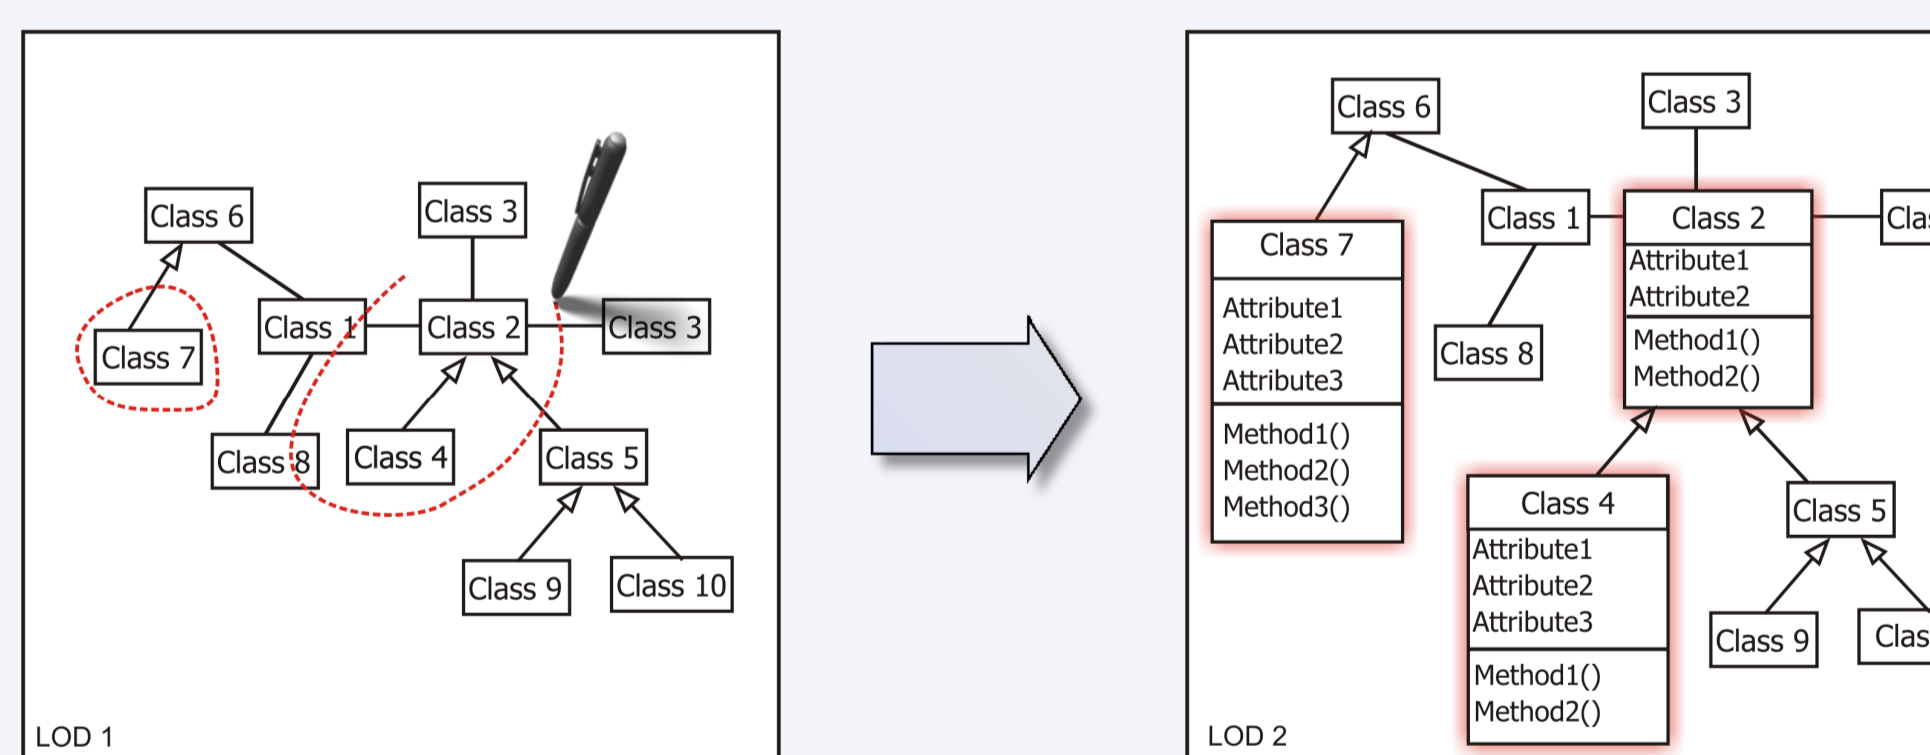 Class 6
Class 3
Class 1
Class 2
Class 3
Class 7
Class 8
Class 4
Class 5
Class 9
Class 10
LOD 1
Class 6
Class 3
Class 1
Class 2
Attribute1
Attribute2
Method1()
Method2()
Class 7
Attribute1
Attribute2
Attribute3
Method1()
Method2()
Method3()
Class 8
Class 4
Attribute1
Attribute2
Attribute3
Method1()
Method2()
Class 5
Class 9
Clas
LOD 2